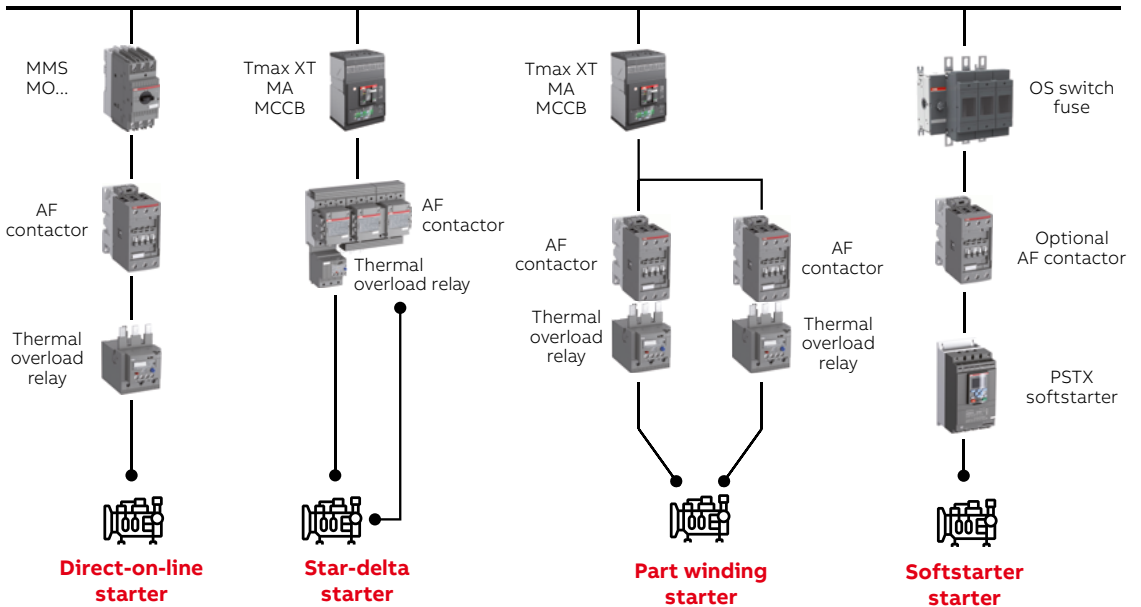 MMS
MO...
AF
contactor
Thermal
overload
relay
Direct-on-line
starter
Tmax XT
MA
MCCB
AF
contactor
Thermal
overload relay
Star-delta
starter
Tmax XT
MA
MCCB
AF
contactor
AF
contactor
Thermal
overload
relay
Thermal
overload
relay
Part winding
starter
OS switch
fuse
Optional
AF contactor
PSTX
softstarter
Softstarter
starter